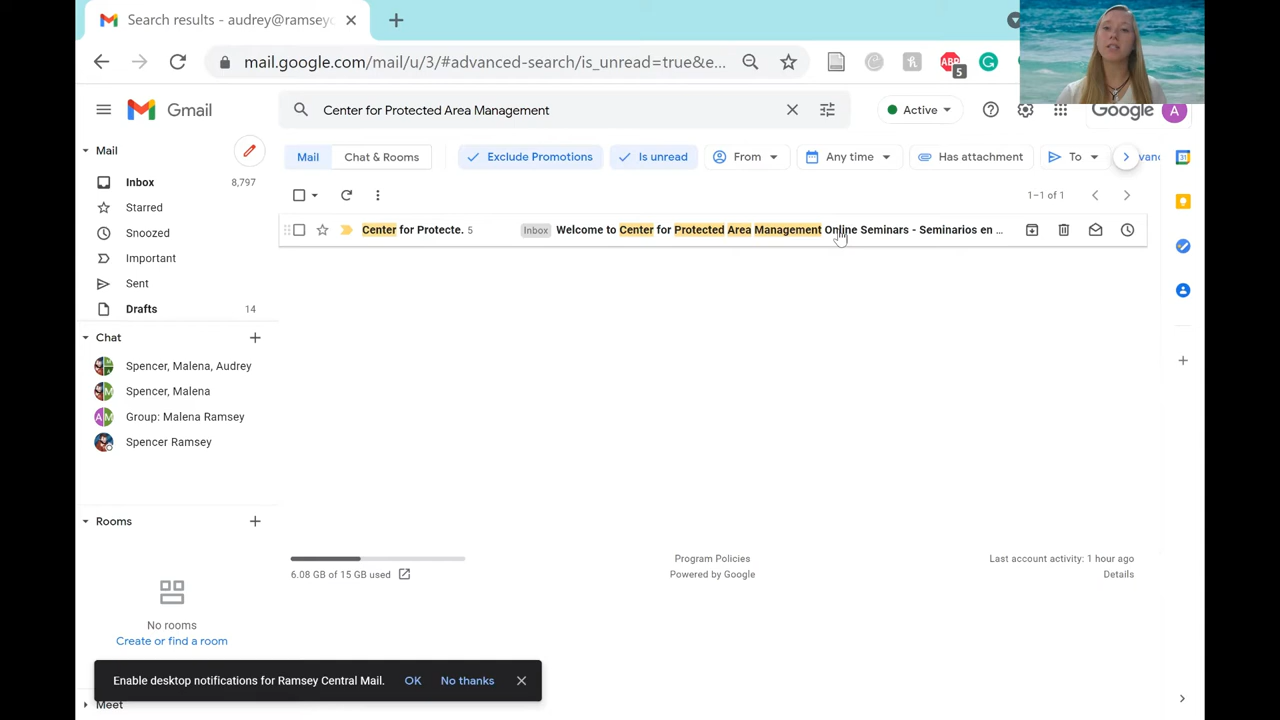 Search results - audrey@ramseyc
mail.google.com/mail/u/3/#advanced-search/is_unread=true&e...
ABP
5
Gmail
Center for Protected Area Management
Active
Google
A
Mail
Mail
Chat & Rooms
Exclude Promotions
Is unread
From
Any time
Has attachment
To
vanc
31
Inbox 8,797
1–1 of 1
Starred
Center for Protecte. 5 Inbox Welcome to Center for Protected Area Management Online Seminars - Seminarios en ...
Snoozed
Important
Sent
Drafts 14
Chat
Spencer, Malena, Audrey
Spencer, Malena
Group: Malena Ramsey
Spencer Ramsey
Rooms
6.08 GB of 15 GB used
Program Policies
Powered by Google
Last account activity: 1 hour ago
Details
No rooms
Create or find a room
Enable desktop notifications for Ramsey Central Mail. OK No thanks
Meet